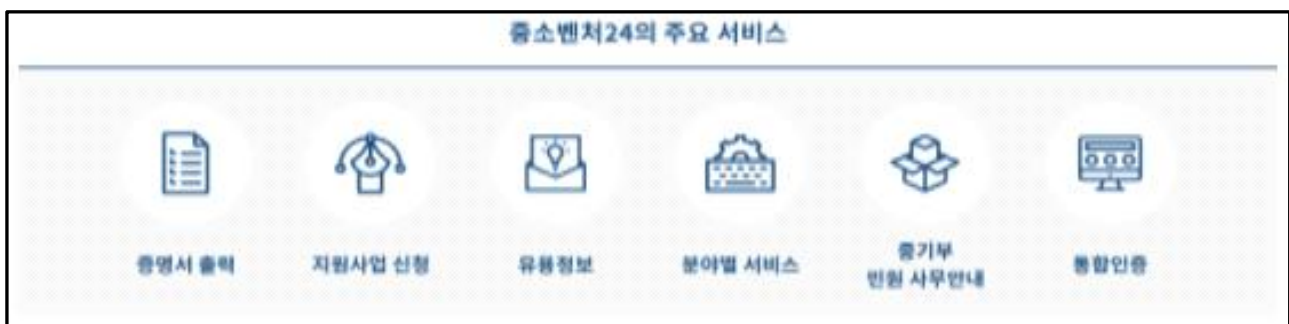 중소벤처24의 주요 서비스
증명서 출력
지원사업 신청
유용정보
분야별 서비스
중기부
민원 사무안내
통합인증